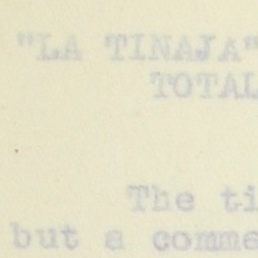 "LA TINAJA"
TOTAL
The ti
but a comme